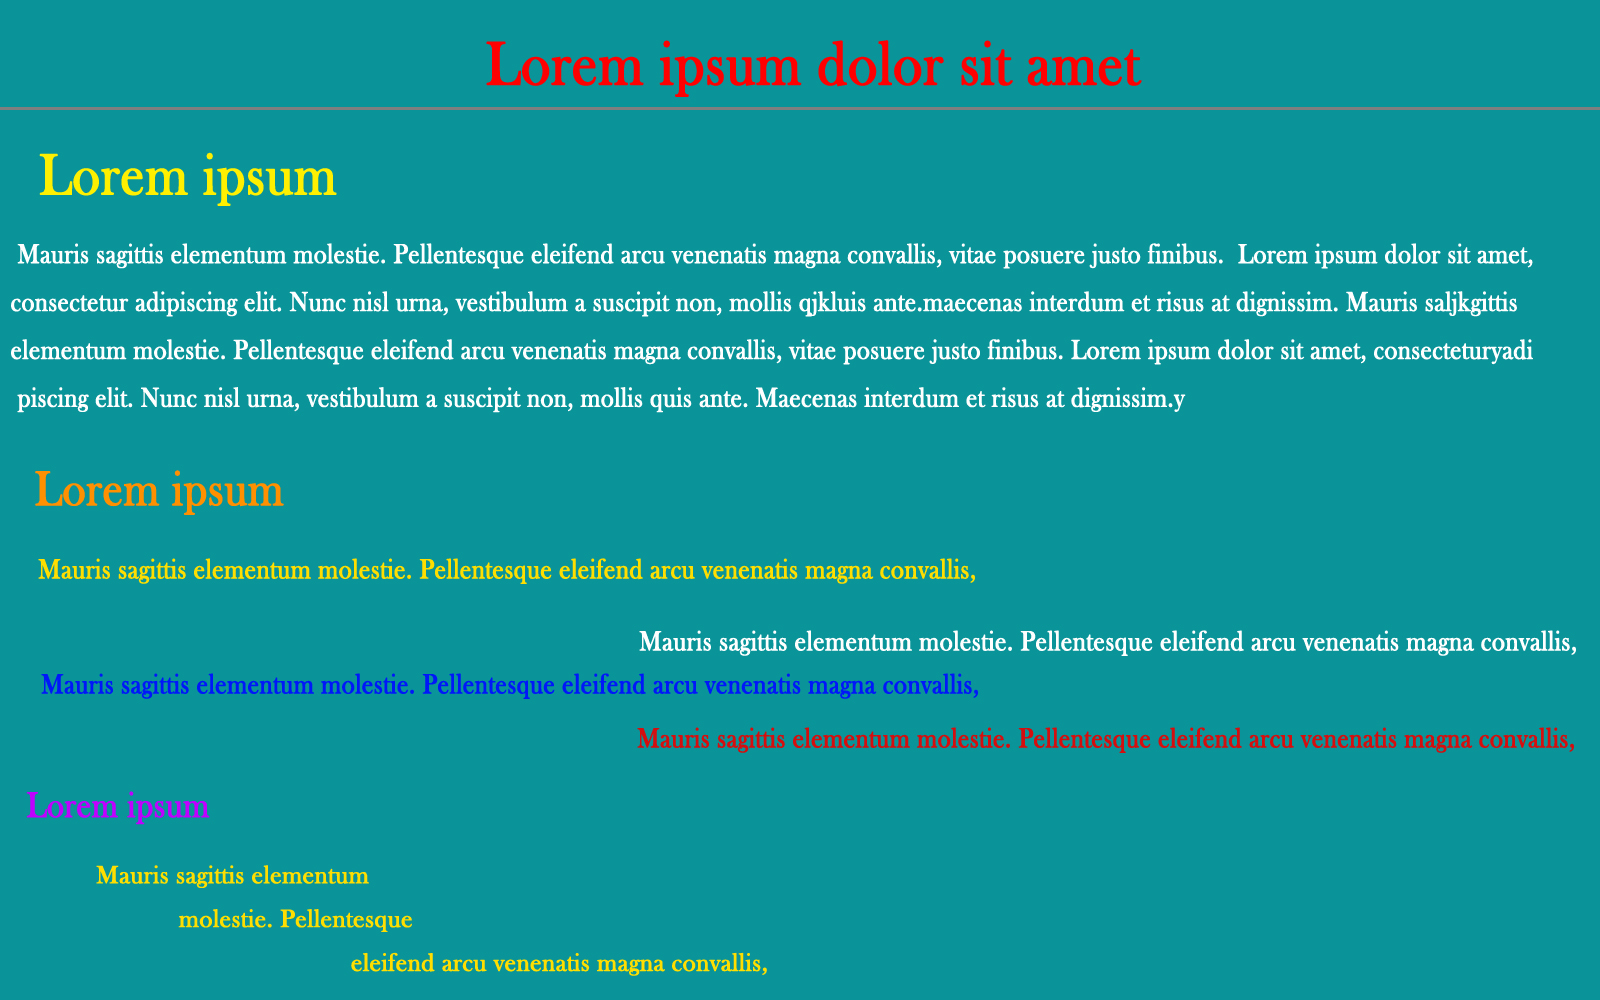 Lorem ipsum dolor sit amet
Lorem ipsum
Mauris sagittis elementum molestie. Pellentesque eleifend arcu venenatis magna convallis, vitae posuere justo finibus.  Lorem ipsum dolor sit amet,
consectetur adipiscing elit. Nunc nisl urna, vestibulum a suscipit non, mollis qjkluis ante.maecenas interdum et risus at dignissim. Mauris saljkgittis
elementum molestie. Pellentesque eleifend arcu venenatis magna convallis, vitae posuere justo finibus. Lorem ipsum dolor sit amet, consecteturyadi
piscing elit. Nunc nisl urna, vestibulum a suscipit non, mollis quis ante. Maecenas interdum et risus at dignissim.y
Lorem ipsum
Mauris sagittis elementum molestie. Pellentesque eleifend arcu venenatis magna convallis,
Mauris sagittis elementum molestie. Pellentesque eleifend arcu venenatis magna convallis,
Mauris sagittis elementum molestie. Pellentesque eleifend arcu venenatis magna convallis,
Mauris sagittis elementum molestie. Pellentesque eleifend arcu venenatis magna convallis,
Lorem ipsum
Mauris sagittis elementum
molestie. Pellentesque
eleifend arcu venenatis magna convallis,